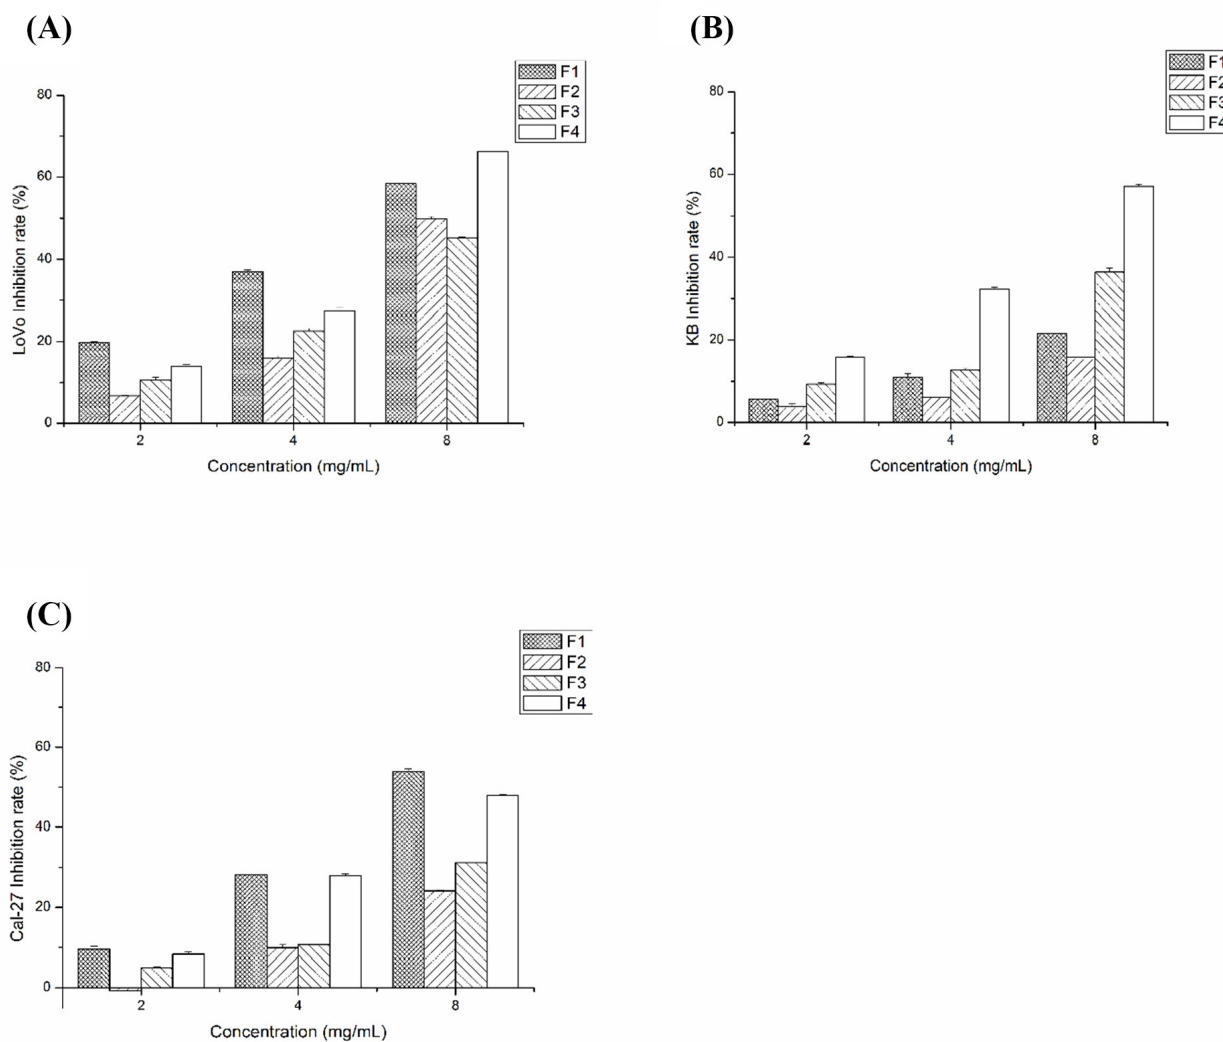 (A)
F1
F2
F3
F4
80
60
40
20
0
LoVo Inhibition rate (%)
2
4
8
Concentration (mg/mL)
(B)
F1
F2
F3
F4
80
60
40
20
0
KB Inhibition rate (%)
2
4
8
Concentration (mg/mL)
(C)
F1
F2
F3
F4
80
60
40
20
0
Cal-27 Inhibition rate (%)
2
4
8
Concentration (mg/mL)